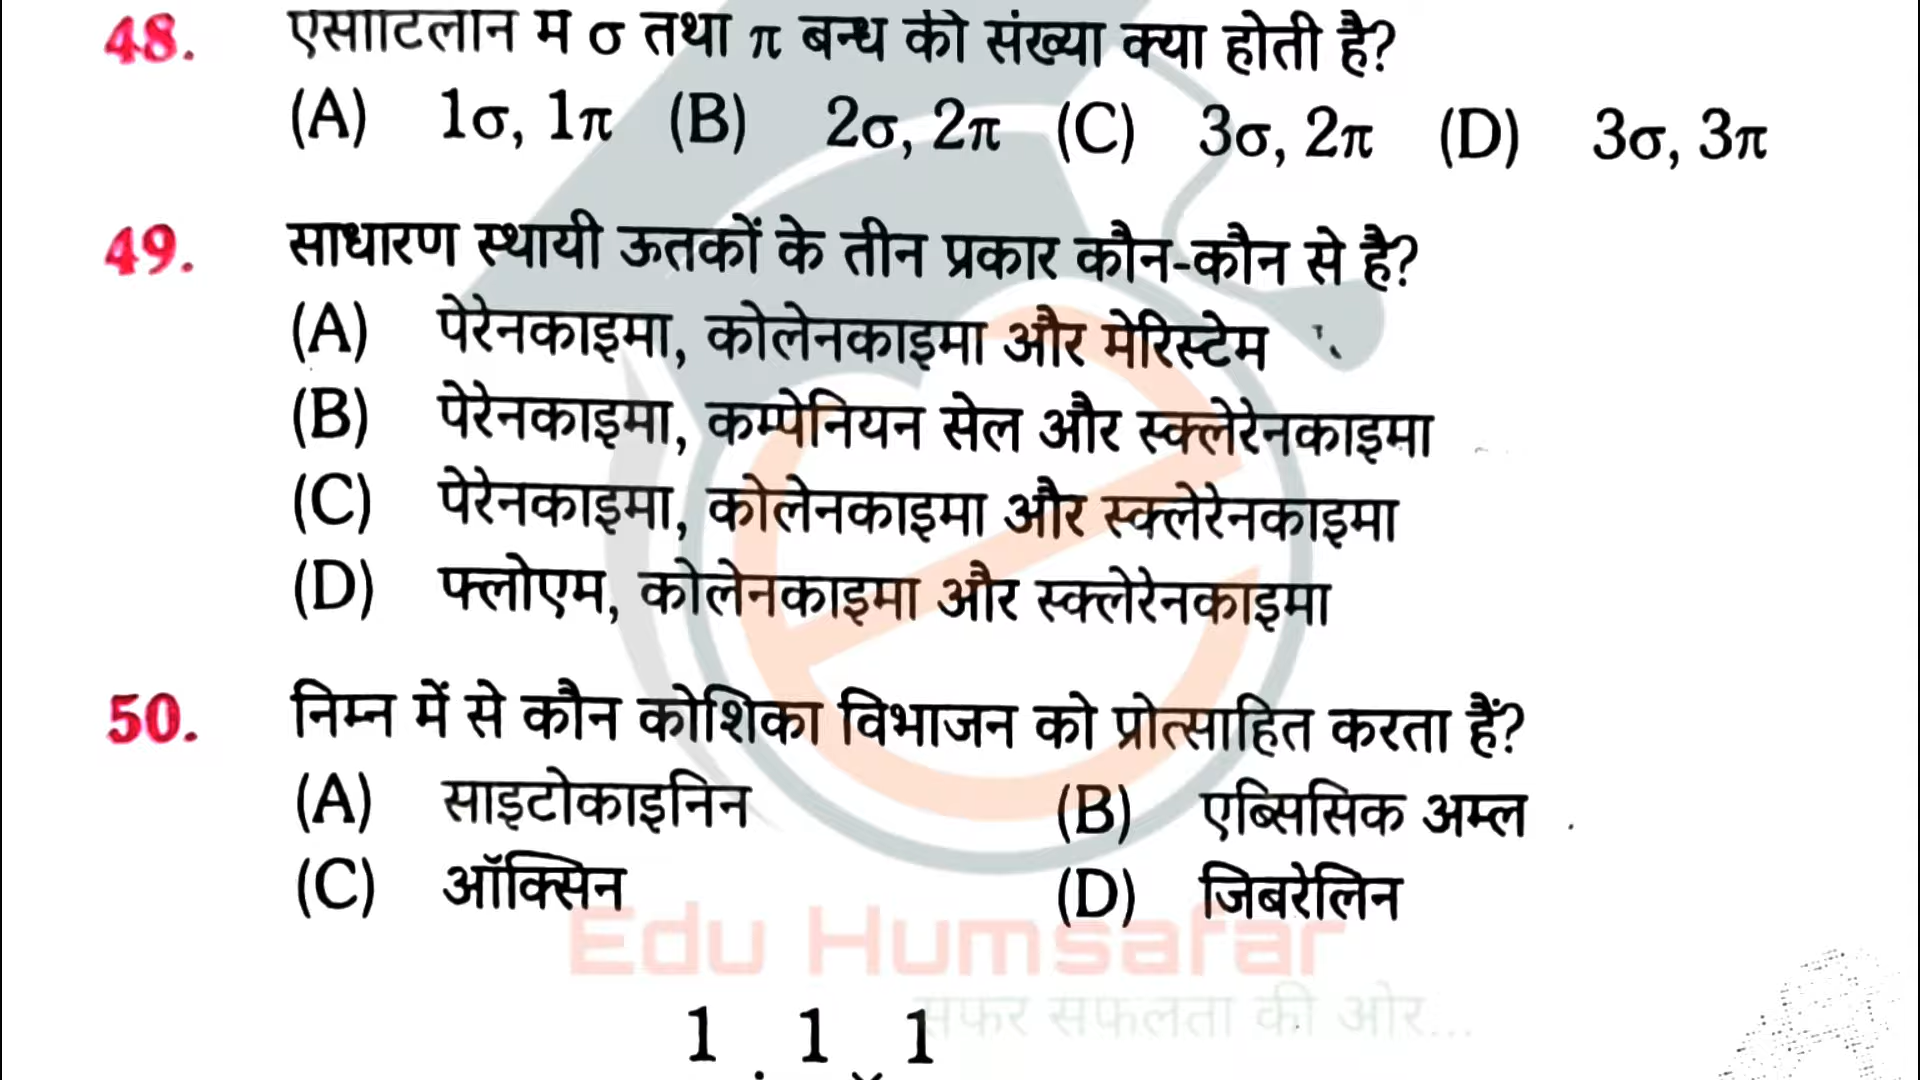 48. एसीटिलीन में σ तथा π बन्ध की संख्या क्या होती है?
(A) 1σ, 1π (B) 2σ, 2π (C) 3σ, 2π (D) 3σ, 3π
49. साधारण स्थायी ऊतकों के तीन प्रकार कौन-कौन से है?
(A) पेरेनकाइमा, कोलेनकाइमा और मेरिस्टेम
(B) पेरेनकाइमा, कम्पेनियन सेल और स्क्लेरेनकाइमा
(C) पेरेनकाइमा, कोलेनकाइमा और स्क्लेरेनकाइमा
(D) फ्लोएम, कोलेनकाइमा और स्क्लेरेनकाइमा
50. निम्न में से कौन कोशिका विभाजन को प्रोत्साहित करता हैं?
(A) साइटोकाइनिन (B) एब्सिसिक अम्ल
(C) ऑक्सिन (D) जिबरेलिन
Edu Humsafar
सफर सफलता की ओर...
1 1 1